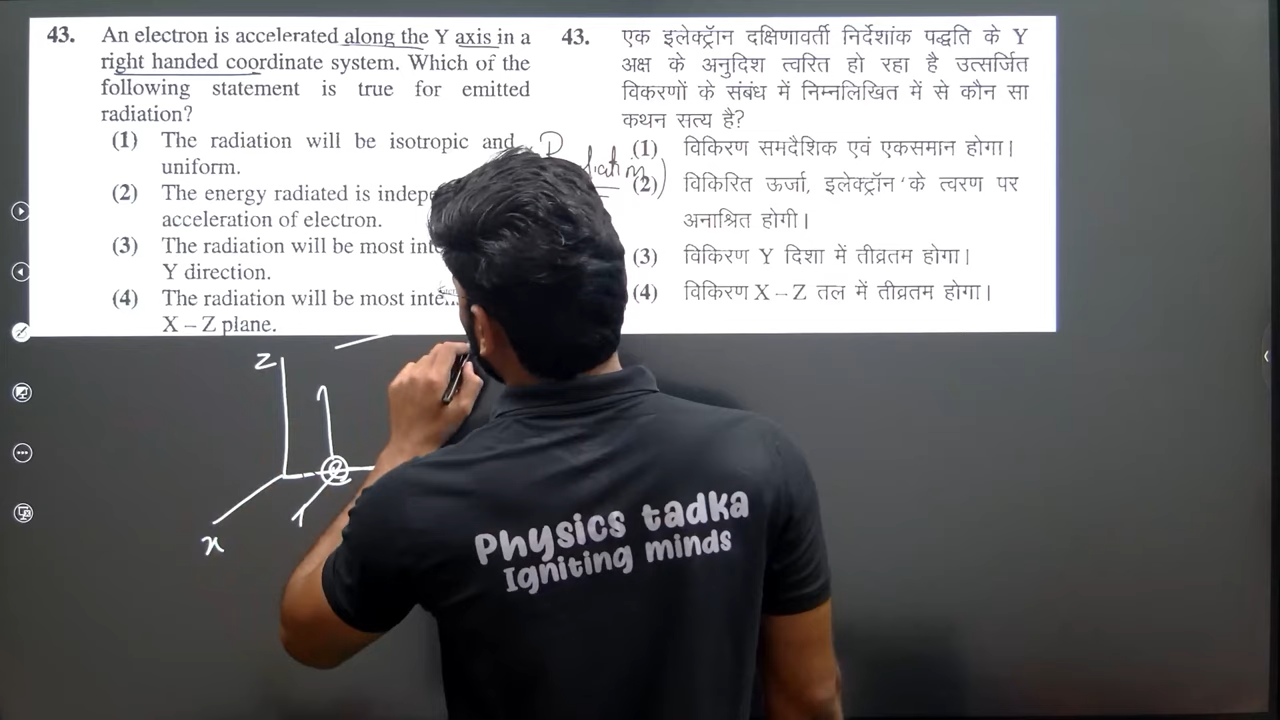 43. An electron is accelerated along the Y axis in a
right handed coordinate system. Which of the
following statement is true for emitted
radiation?
(1) The radiation will be isotropic and
uniform.
(2) The energy radiated is
acceleration of electron.
(3) The radiation will be most
Y direction.
(4) The radiation will be most
X – Z plane.
43. एक इलेक्ट्रॉन दक्षिणावर्ती निर्देशांक पद्धति के Y
अक्ष के अनुदिश त्वरित हो रहा है उत्सर्जित
विकरणों के संबंध में निम्नलिखित में से कौन सा
कथन सत्य है?
(1) विकिरण समदैशिक एवं एकसमान होगा।
(2) विकिरित ऊर्जा, इलेक्ट्रॉन के त्वरण पर
अनाश्रित होगी।
(3) विकिरण Y दिशा में तीव्रतम होगा।
(4) विकिरण X – Z तल में तीव्रतम होगा।
z
x
Physics tadka
Igniting minds